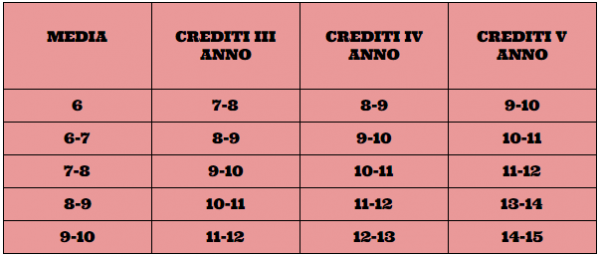 MEDIA CREDITI III ANNO CREDITI IV ANNO CREDITI V ANNO
6 7-8 8-9 9-10
6-7 8-9 9-10 10-11
7-8 9-10 10-11 11-12
8-9 10-11 11-12 13-14
9-10 11-12 12-13 14-15